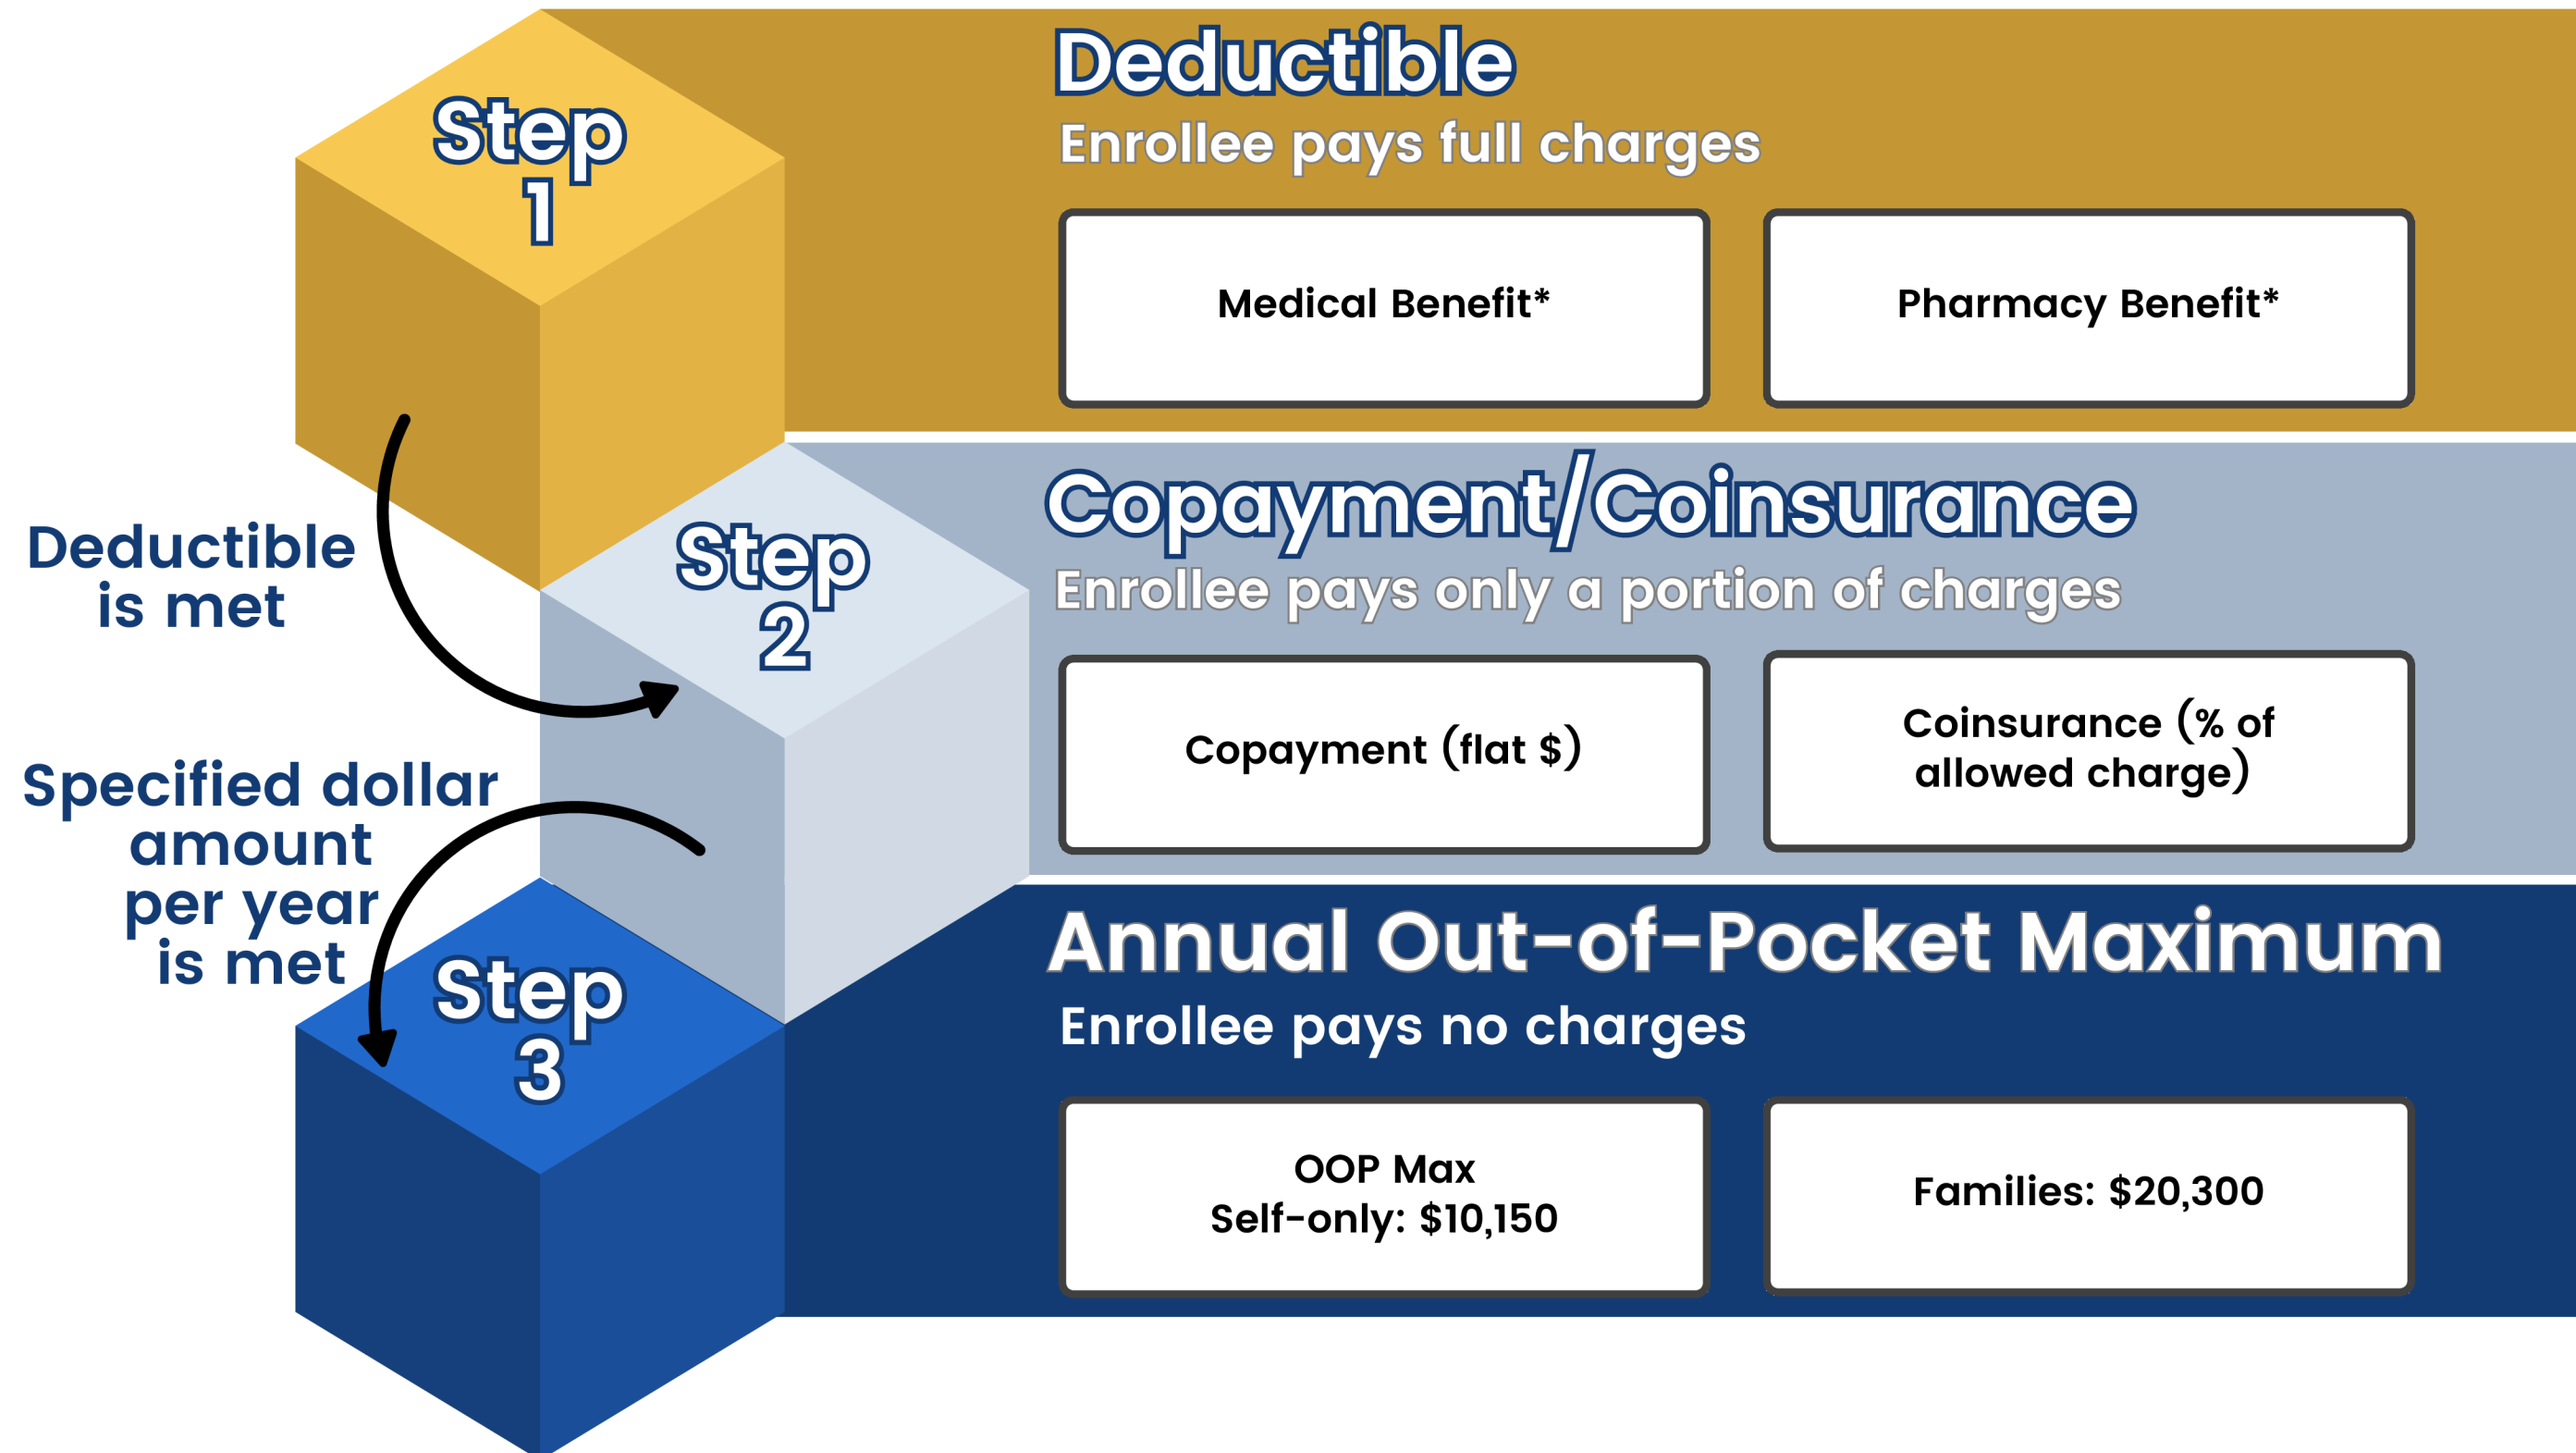 Step
1
Deductible
Enrollee pays full charges
Medical Benefit*
Pharmacy Benefit*
Deductible
is met
Step
2
Copayment/Coinsurance
Enrollee pays only a portion of charges
Copayment (flat $)
Coinsurance (% of
allowed charge)
Specified dollar
amount
per year
is met
Step
3
Annual Out-of-Pocket Maximum
Enrollee pays no charges
OOP Max
Self-only: $10,150
Families: $20,300